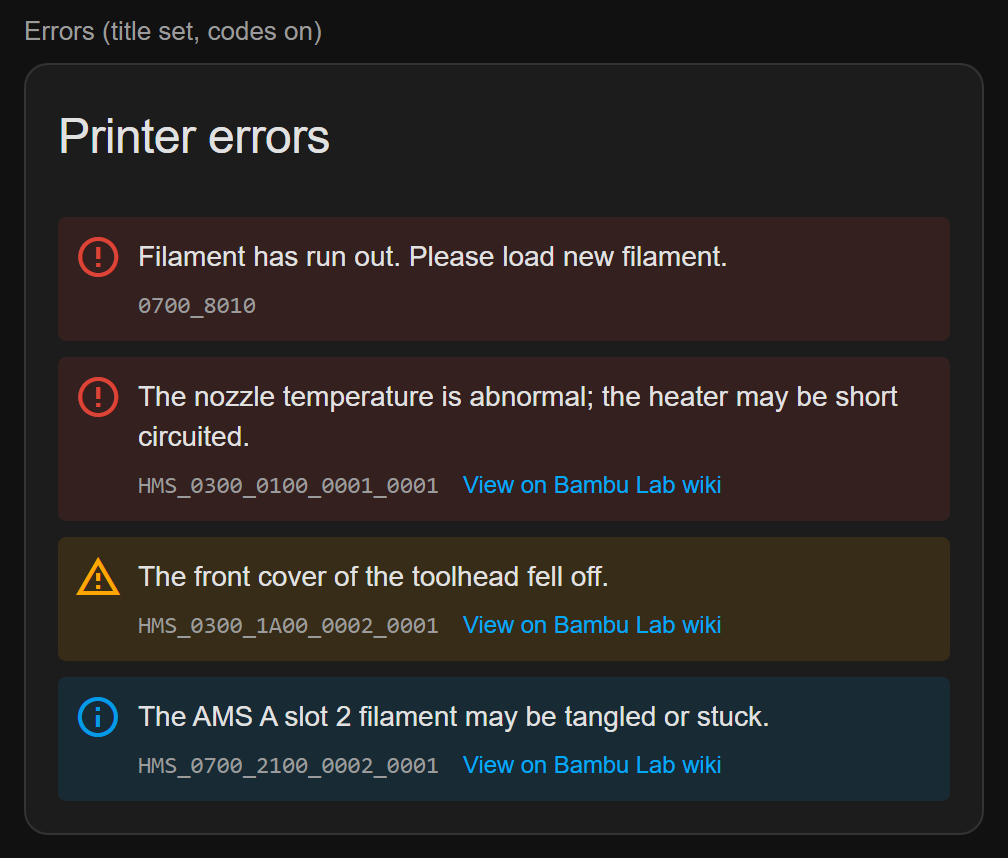 Errors (title set, codes on)
Printer errors
Filament has run out. Please load new filament.
0700_8010
The nozzle temperature is abnormal; the heater may be short
circuited.
HMS_0300_0100_0001_0001 View on Bambu Lab wiki
The front cover of the toolhead fell off.
HMS_0300_1A00_0002_0001 View on Bambu Lab wiki
The AMS A slot 2 filament may be tangled or stuck.
HMS_0700_2100_0002_0001 View on Bambu Lab wiki